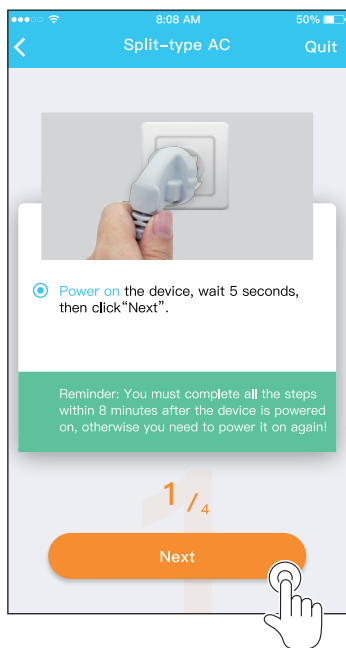 8:08 AM
50%
Split-type AC
Quit
Power on the device, wait 5 seconds,
then click“Next”.
Reminder: You must complete all the steps
within 8 minutes after the device is powered
on, otherwise you need to power it on again!
1 / 4
Next